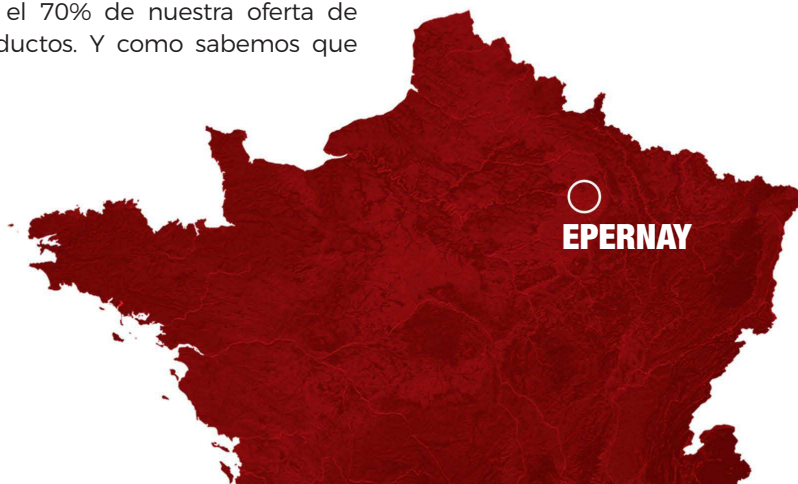 el 70% de nuestra oferta de
ductos. Y como sabemos que
EPERNAY